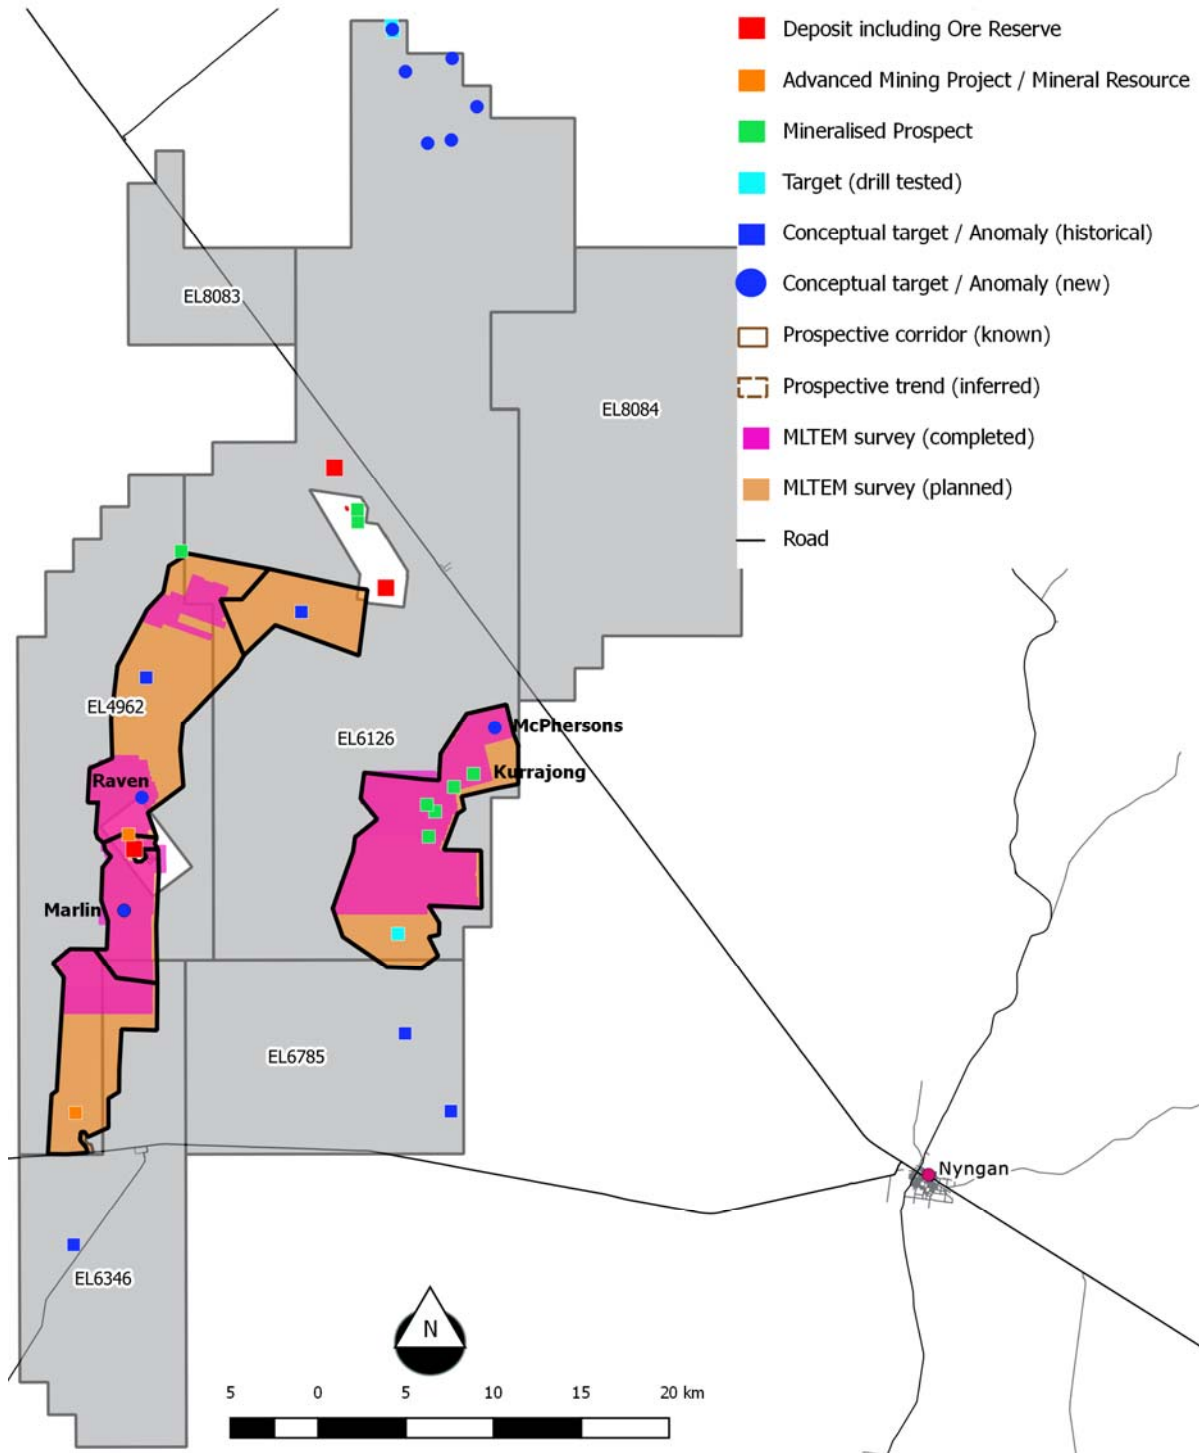 Deposit including Ore Reserve
Advanced Mining Project / Mineral Resource
Mineralised Prospect
Target (drill tested)
Conceptual target / Anomaly (historical)
Conceptual target / Anomaly (new)
Prospective corridor (known)
Prospective trend (inferred)
MLTEM survey (completed)
MLTEM survey (planned)
Road
EL8083
EL8084
EL4962
EL6126
McPhersons
Kurrajong
Raven
Marlin
EL6785
Nyngan
EL6346
N
5 0 5 10 15 20 km